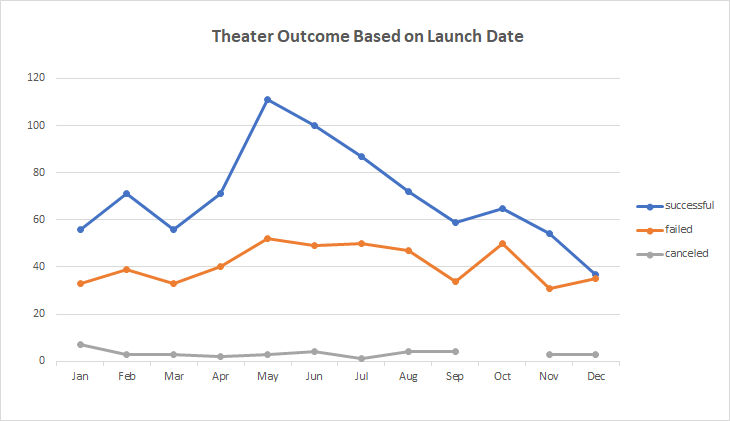 Theater Outcome Based on Launch Date
120
100
80
60
40
20
0
Jan Feb Mar Apr May Jun Jul Aug Sep Oct Nov Dec
successful
failed
canceled